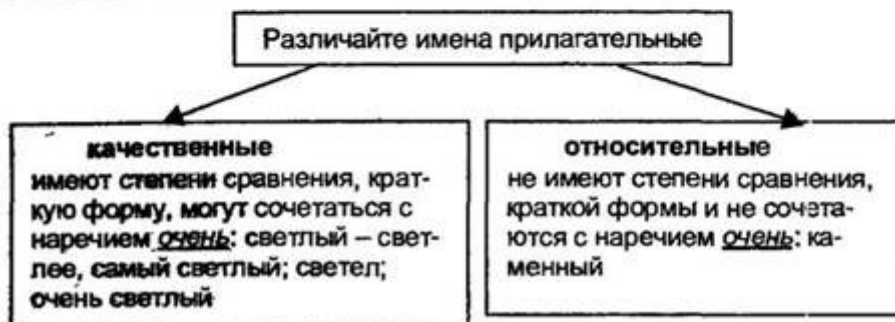 Различайте имена прилагательные
качественные
имеют степени сравнения, крат-
кую форму, могут сочетаться с
наречием очень: светлый – свет-
лее, самый светлый; светел;
очень светлый
относительные
не имеют степени сравнения,
краткой формы и не сочета-
ются с наречием очень: ка-
менный